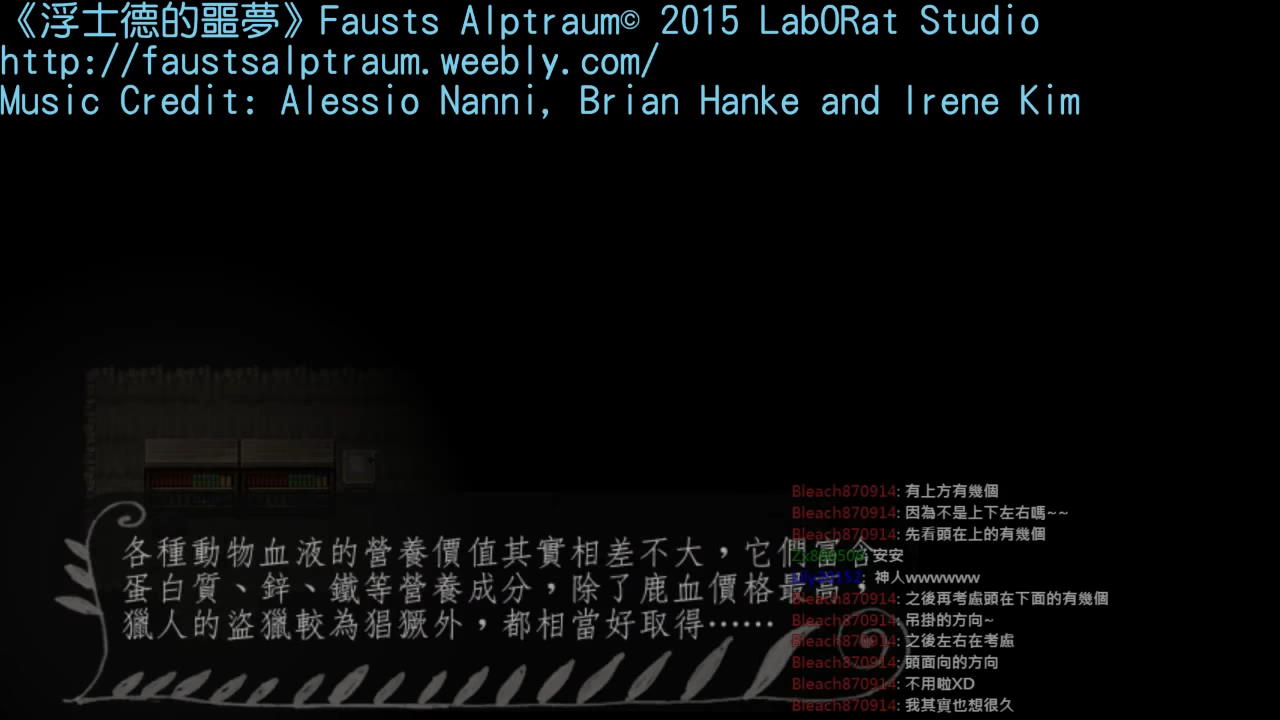 《浮士德的噩夢》Fausts Alptraum© 2015 LabORat Studio
http://faustsalptraum.weebly.com/
Music Credit: Alessio Nanni, Brian Hanke and Irene Kim
各種動物血液的營養價值其實相差不大，它們富含
蛋白質、鋅、鐵等營養成分，除了鹿血價格最高，
獵人的盜獵較為猖獗外，都相當好取得……
Bleach870914: 有上方有幾個
Bleach870914: 因為不是上下左右嗎~~
Bleach870914: 先看頭在上的有幾個
安安
神人wwwwww
Bleach870914: 之後再考慮頭在下面的有幾個
Bleach870914: 吊掛的方向~
Bleach870914: 之後左右在考慮
Bleach870914: 頭面向的方向
Bleach870914: 不用啦XD
Bleach870914: 我其實也想很久